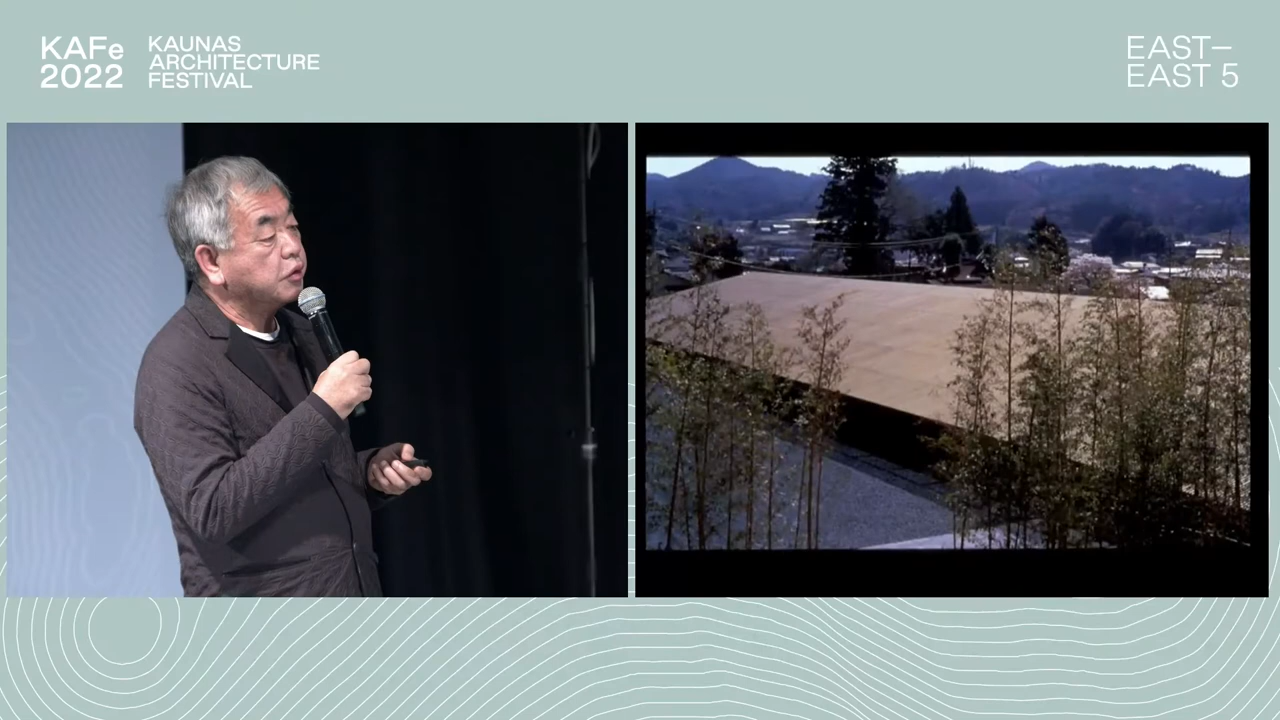 KAFe
2022
KAUNAS
ARCHITECTURE
FESTIVAL
EAST–
EAST 5